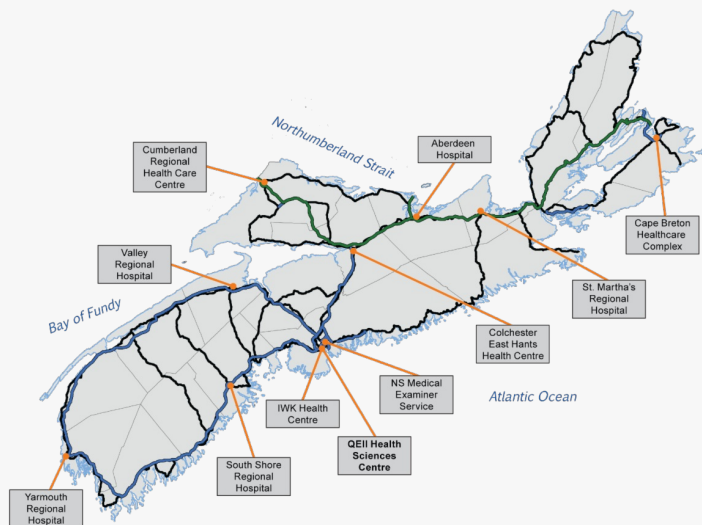 Northumberland Strait
Cumberland
Regional
Health Care
Centre
Aberdeen
Hospital
Cape Breton
Healthcare
Complex
Valley
Regional
Hospital
St. Martha's
Regional
Hospital
Bay of Fundy
Colchester
East Hants
Health Centre
NS Medical
Examiner
Service
Atlantic Ocean
IWK Health
Centre
QEII Health
Sciences
Centre
South Shore
Regional
Hospital
Yarmouth
Regional
Hospital